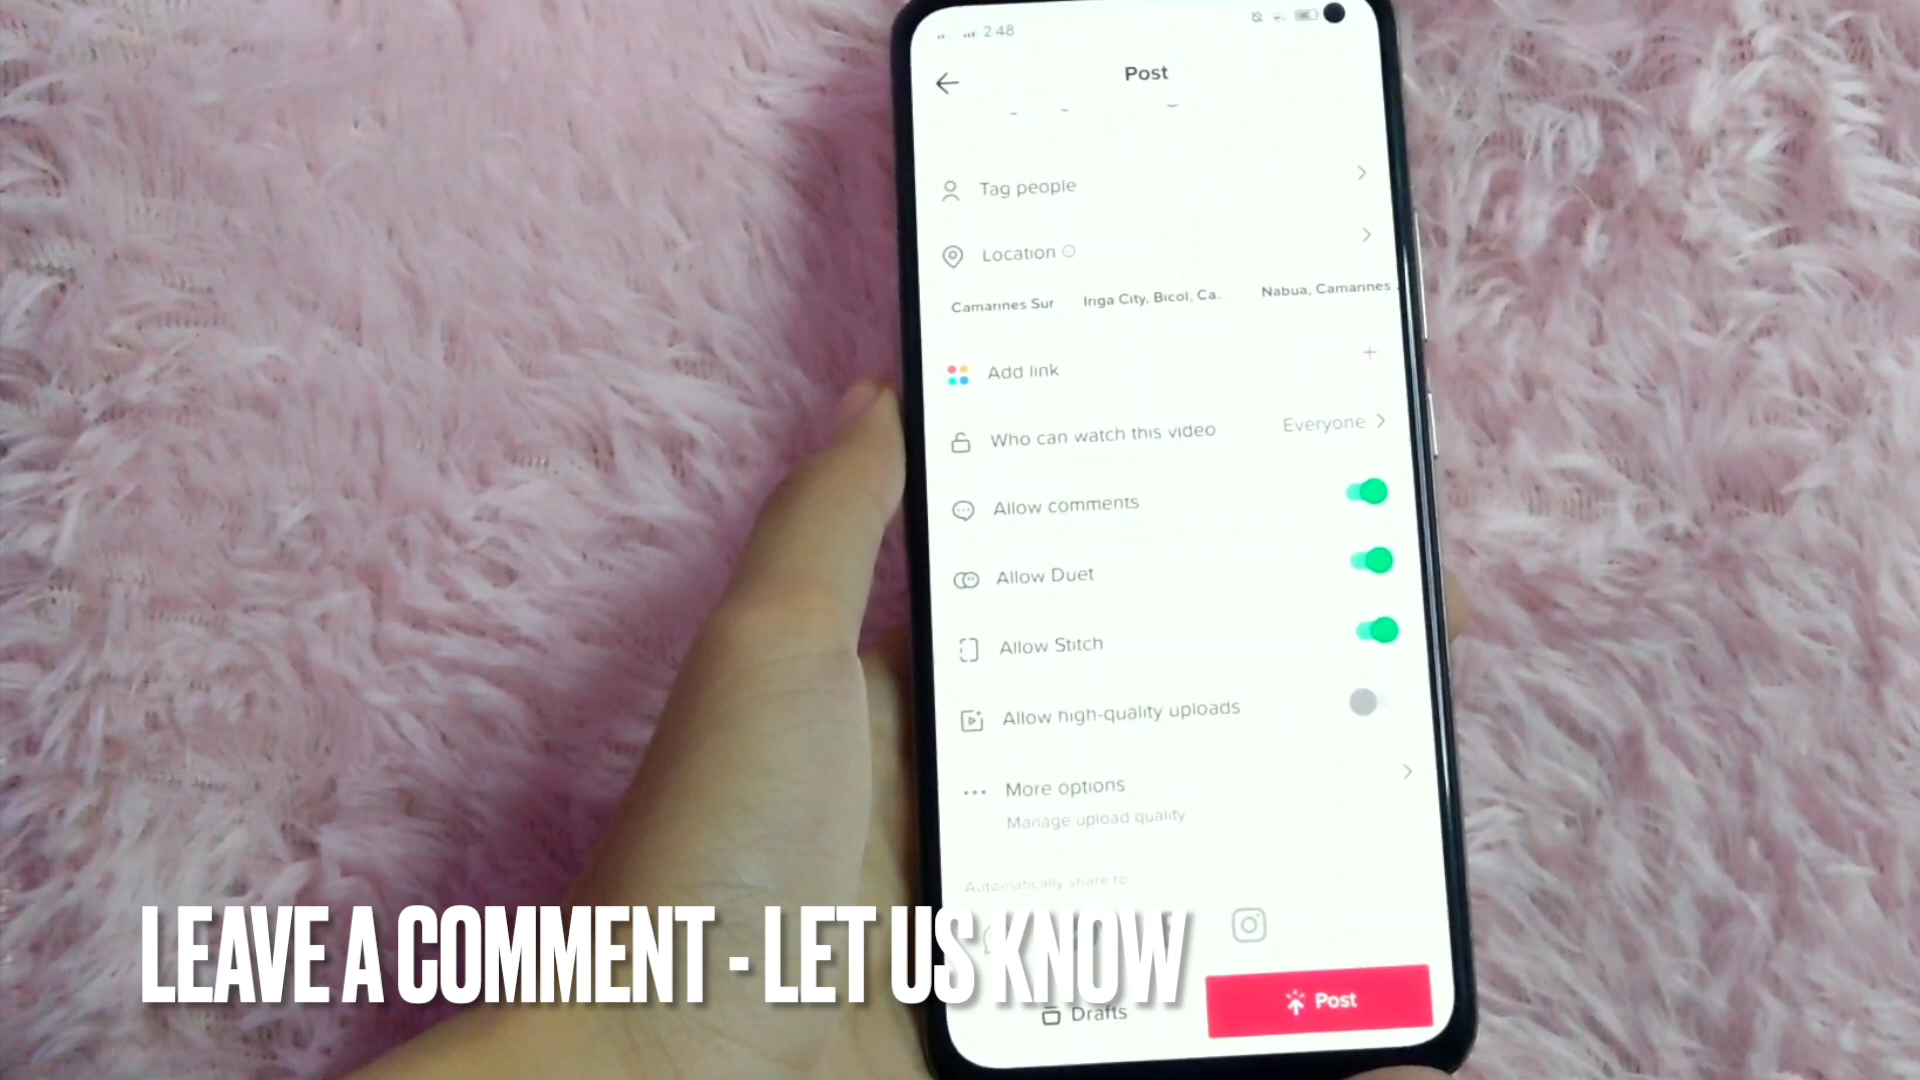 2:48
Post
Tag people
Location
Camarines Sur Iriga City, Bicol, Ca.. Nabua, Camarines
Add link
Who can watch this video Everyone
Allow comments
Allow Duet
Allow Stitch
Allow high-quality uploads
More options
Manage upload quality
Automatically share to
LEAVE A COMMENT - LET US KNOW
Drafts
Post